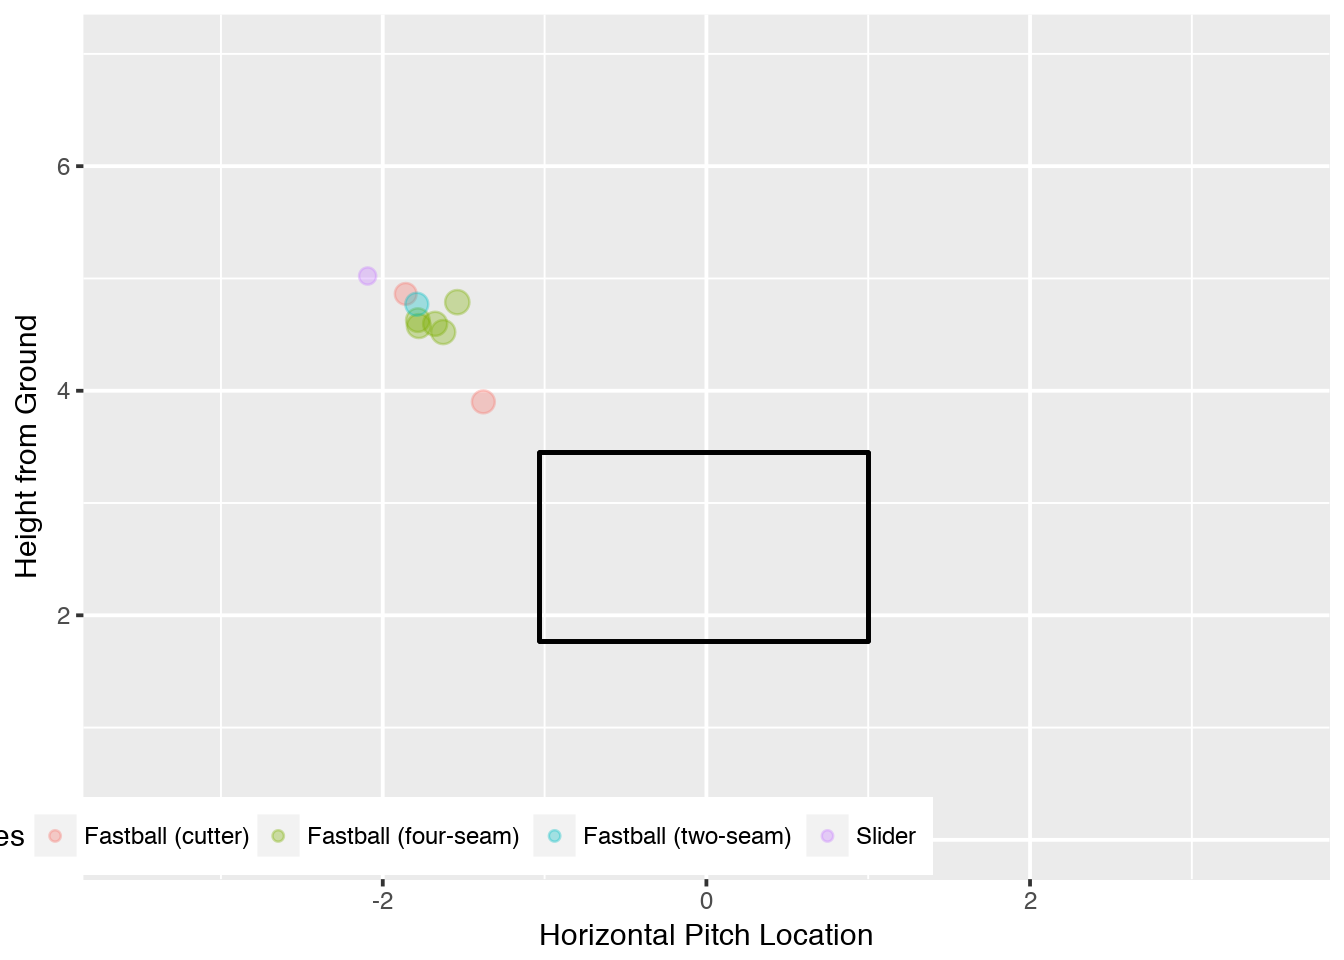 Height from Ground
6
4
2
es Fastball (cutter) Fastball (four-seam) Fastball (two-seam) Slider
-2 0 2
Horizontal Pitch Location